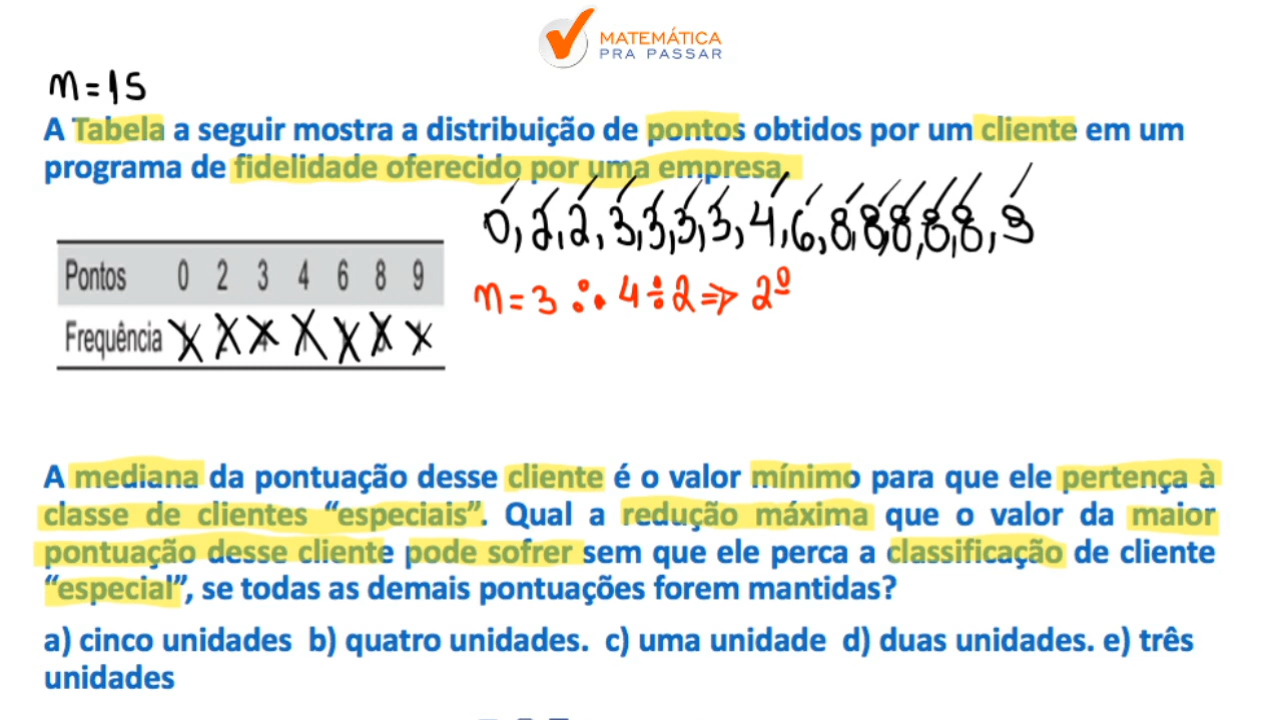 MATEMÁTICA
PRA PASSAR
n=15
A Tabela a seguir mostra a distribuição de pontos obtidos por um cliente em um
programa de fidelidade oferecido por uma empresa.
0, 2, 2, 3, 3, 3, 3, 4, 6, 8, 8, 8, 8, 8, 9
Pontos 0 2 3 4 6 8 9
n = 3 ∴ 4 ÷ 2 ⇒ 2º
Frequência
A mediana da pontuação desse cliente é o valor mínimo para que ele pertença à
classe de clientes “especiais”. Qual a redução máxima que o valor da maior
pontuação desse cliente pode sofrer sem que ele perca a classificação de cliente
“especial”, se todas as demais pontuações forem mantidas?
a) cinco unidades b) quatro unidades. c) uma unidade d) duas unidades. e) três
unidades